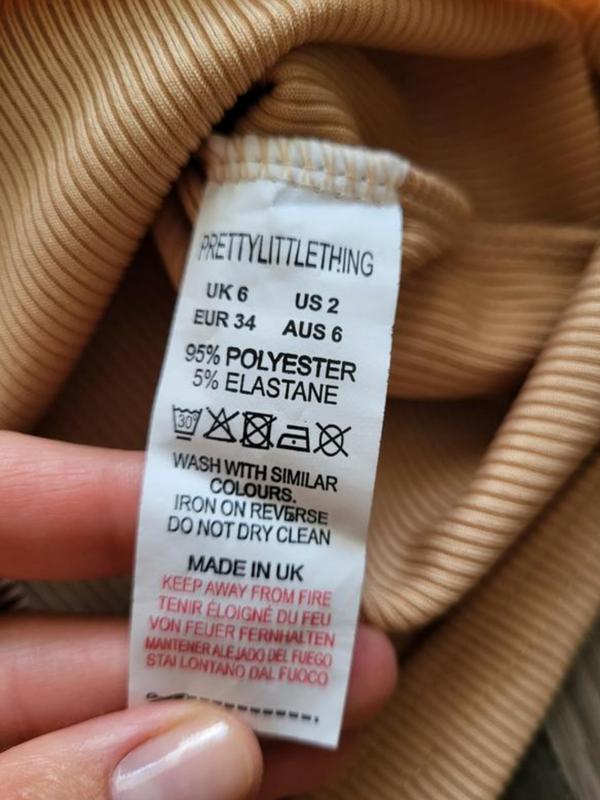 PRETTYLITTLETHING
UK 6 US 2
EUR 34 AUS 6
95% POLYESTER
5% ELASTANE
30°
WASH WITH SIMILAR
COLOURS.
IRON ON REVERSE
DO NOT DRY CLEAN
MADE IN UK
KEEP AWAY FROM FIRE
TENIR ÉLOIGNÉ DU FEU
VON FEUER FERNHALTEN
MANTENER ALEJADO DEL FUEGO
STAI LONTANO DAL FUOCO